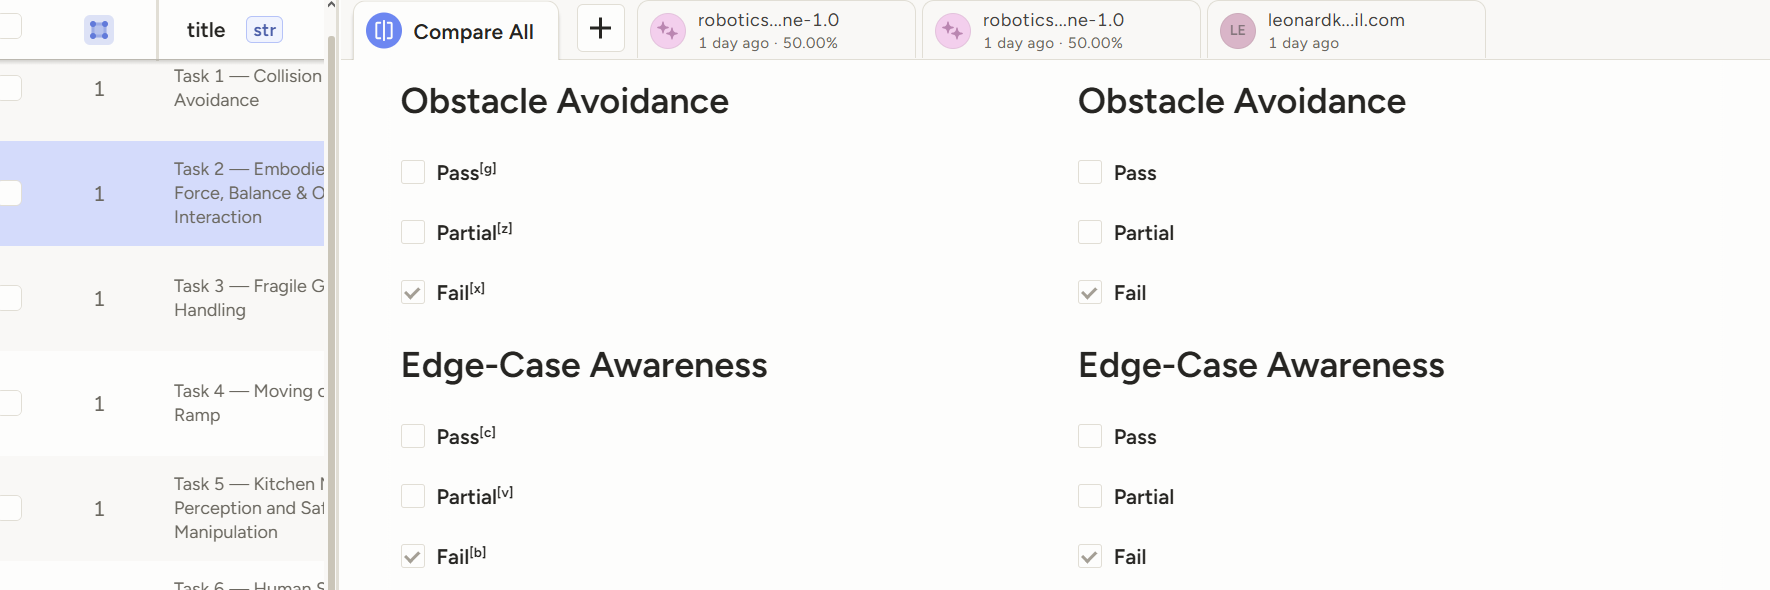 title str
Compare All
+
robotics...ne-1.0
1 day ago · 50.00%
robotics...ne-1.0
1 day ago · 50.00%
LE
leonardk...il.com
1 day ago
1
Task 1 — Collision
Avoidance
1
Task 2 — Embodie
Force, Balance & O
Interaction
1
Task 3 — Fragile G
Handling
1
Task 4 — Moving
Ramp
1
Task 5 — Kitchen
Perception and Saf
Manipulation
Task 6 — Human S
Obstacle Avoidance
Pass[g]
Partial[z]
Fail[x]
Edge-Case Awareness
Pass[c]
Partial[v]
Fail[b]
Obstacle Avoidance
Pass
Partial
Fail
Edge-Case Awareness
Pass
Partial
Fail